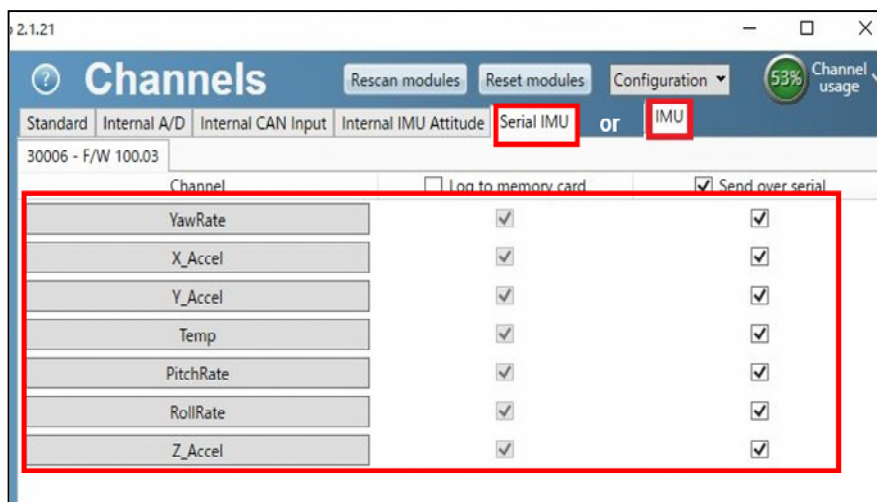 2.1.21
Channels
Rescan modules
Reset modules
Configuration
53%
Channel
usage
Standard
Internal A/D
Internal CAN Input
Internal IMU Attitude
Serial IMU
or
IMU
30006 - F/W 100.03
Channel
Log to memory card
Send over serial
YawRate
X_Accel
Y_Accel
Temp
PitchRate
RollRate
Z_Accel